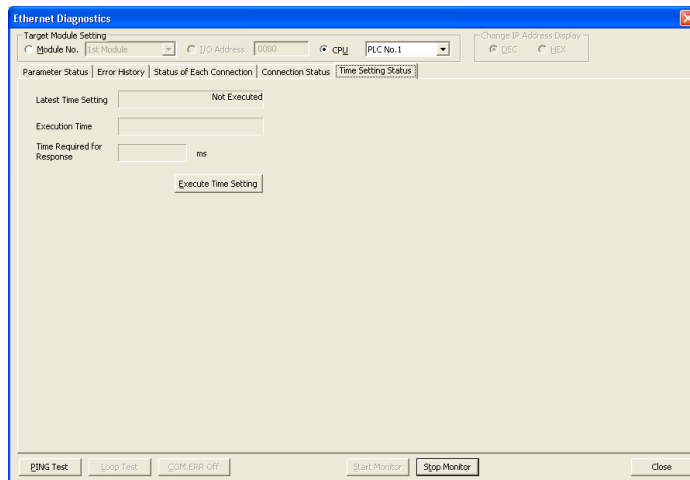 Ethernet Diagnostics
Target Module Setting
Module No. 1st Module I/O Address 0000 CPU PLC No.1
Change IP Address Display
DEC HEX
Parameter Status Error History Status of Each Connection Connection Status Time Setting Status
Latest Time Setting Not Executed
Execution Time
Time Required for
Response ms
Execute Time Setting
PING Test Loop Test COM.ERR Off Start Monitor Stop Monitor Close